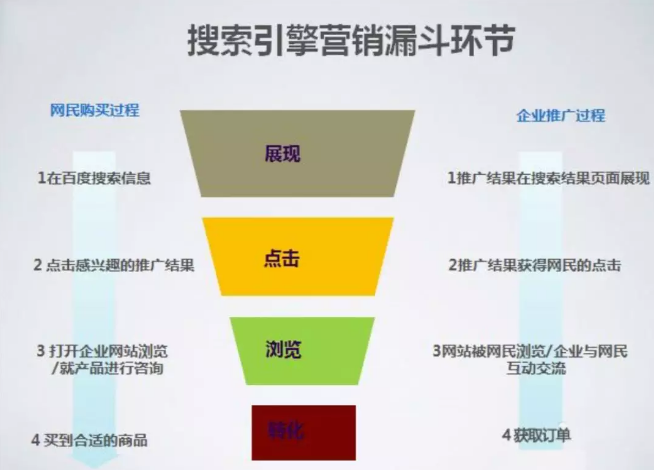 搜索引擎营销漏斗环节
网民购买过程
企业推广过程
展现
1在百度搜索信息
1推广结果在搜索结果页面展现
点击
2 点击感兴趣的推广结果
2推广结果获得网民的点击
浏览
3 打开企业网站浏览
/就产品进行咨询
3网站被网民浏览/企业与网民
互动交流
转化
4 买到合适的商品
4 获取订单